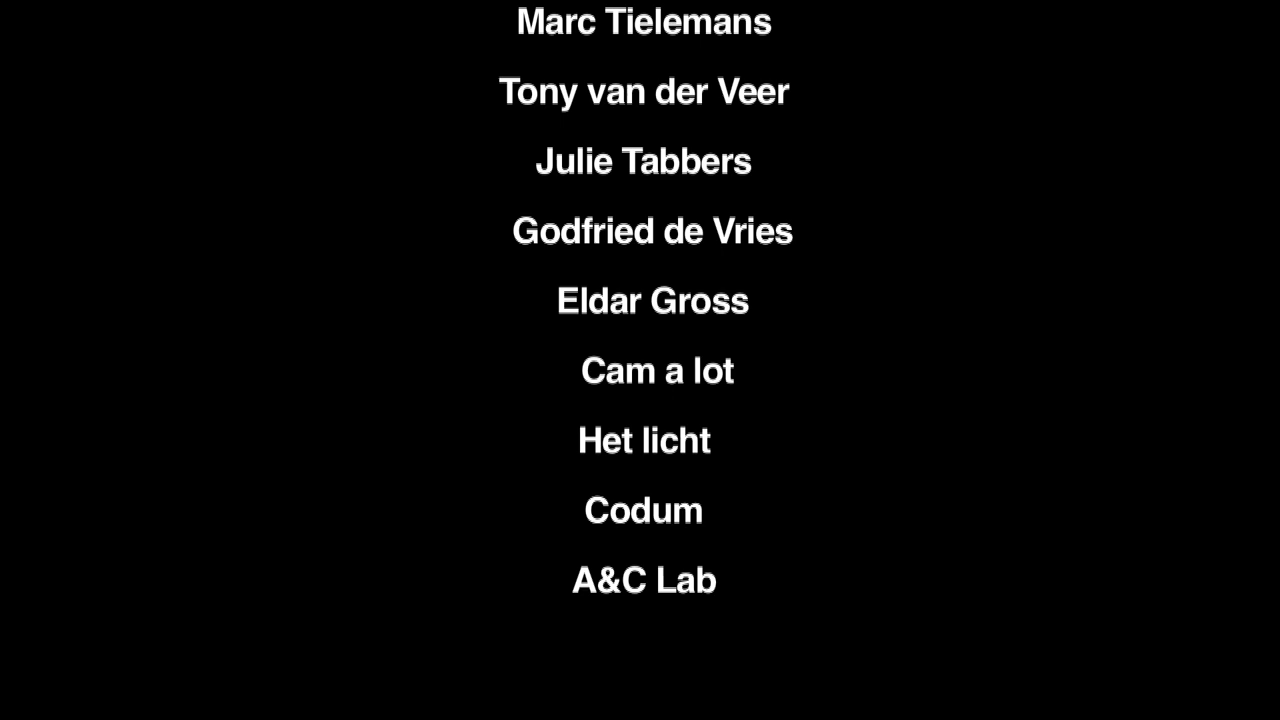 Marc Tielemans
Tony van der Veer
Julie Tabbers
Godfried de Vries
Eldar Gross
Cam a lot
Het licht
Codum
A&C Lab